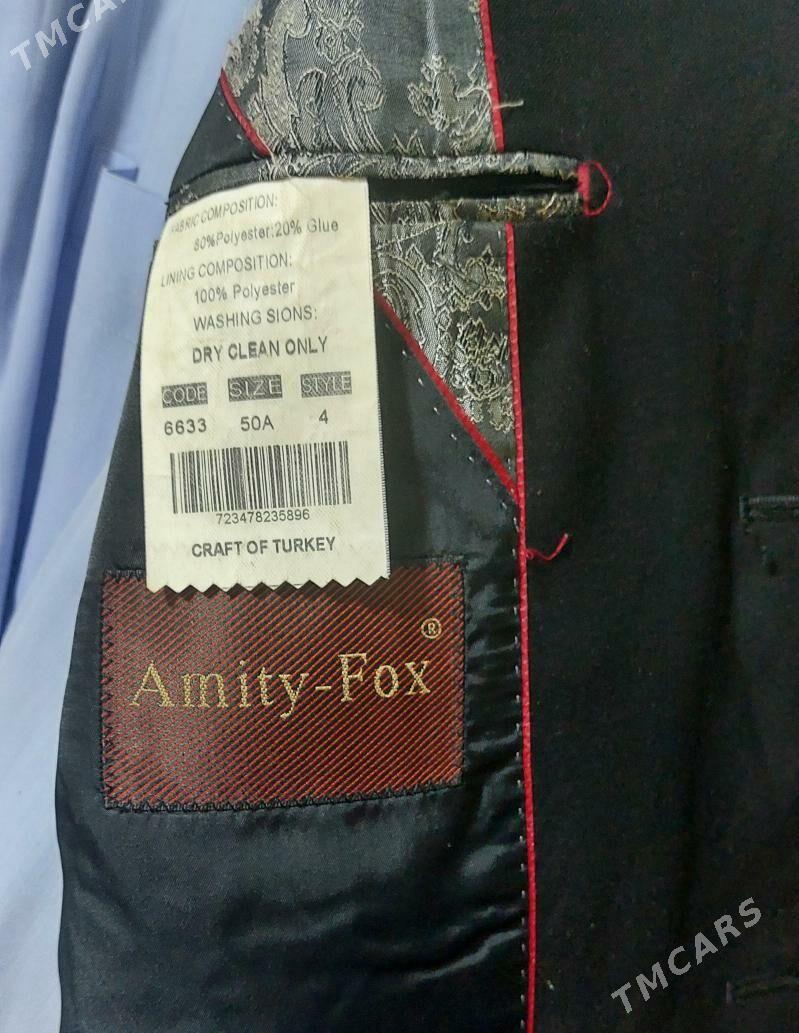 TMCARS
FABRIC COMPOSITION:
80%Polyester:20% Glue
LINING COMPOSITION:
100% Polyester
WASHING SIONS:
DRY CLEAN ONLY
CODE SIZE STYLE
6633 50A 4
723478235896
CRAFT OF TURKEY
Amity-Fox ®
TMCARS